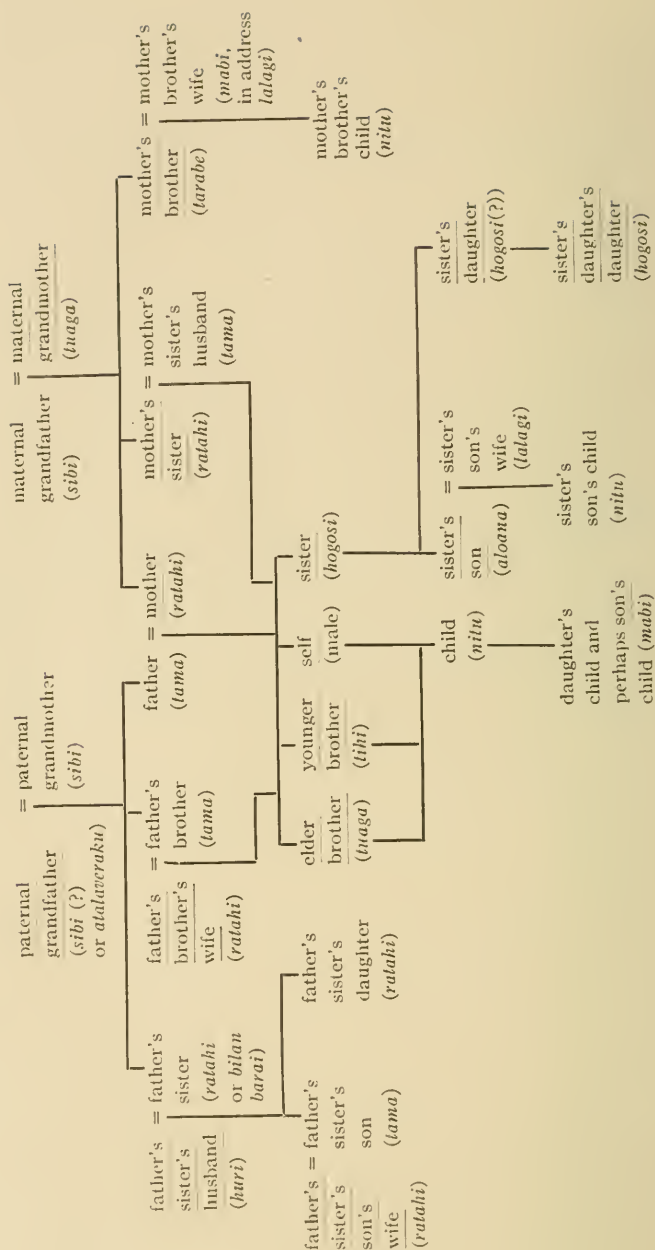 paternal
grandfather
(sibi (?)
or atalaveraku)
= paternal
grandmother
(sibi)
maternal
grandfather
(sibi)
= maternal
grandmother
(tuaga)
father's
sister's
husband
(huri)
= father's
sister
(ratahi
or bilan
barai)
father's
brother's
wife
(ratahi)
= father's
brother
(tama)
father
(tama)
= mother
(ratahi)
mother's
sister
(ratahi)
= mother's
sister's
husband
(tama)
mother's
brother
(tarabe)
= mother's
brother's
wife
(mabi,
in address
lalagi)
father's
sister's
son's
wife
(ratahi)
= father's
sister's
son
(tama)
father's
sister's
daughter
(ratahi)
elder
brother
(tuaga)
younger
brother
(tihi)
self
(male)
sister
(hogosi)
mother's
brother's
child
(nitu)
child
(nitu)
sister's
son
(aloana)
= sister's
son's
wife
(lalagi)
sister's
daughter
(hogosi(?))
daughter's
child and
perhaps son's
child (mabi)
sister's
son's child
(nitu)
sister's
daughter's
daughter
(hogosi)